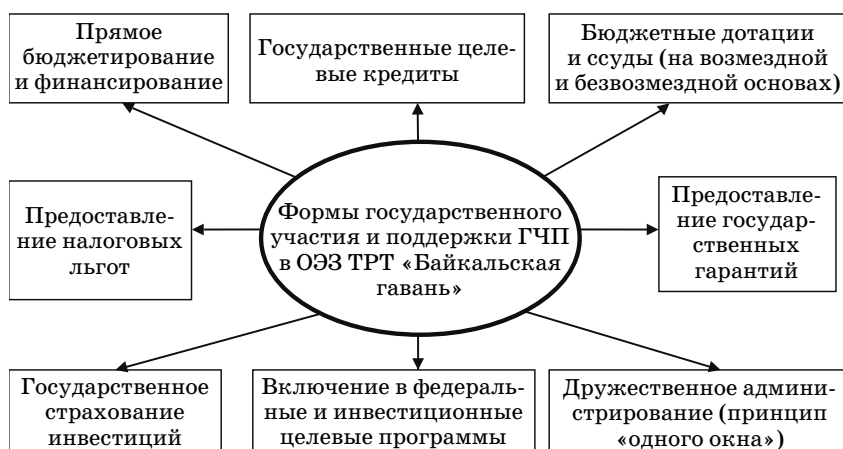 Прямое
бюджетирование
и финансирование
Государственные целе-
вые кредиты
Бюджетные дотации
и ссуды (на возмездной
и безвозмездной основах)
Предоставле-
ние налоговых
льгот
Формы государственного
участия и поддержки ГЧП
в ОЭЗ ТРТ «Байкальская
гавань»
Предоставле-
ние государ-
ственных
гарантий
Государственное
страхование
инвестиций
Включение в федераль-
ные и инвестиционные
целевые программы
Дружественное админи-
стрирование (принцип
«одного окна»)